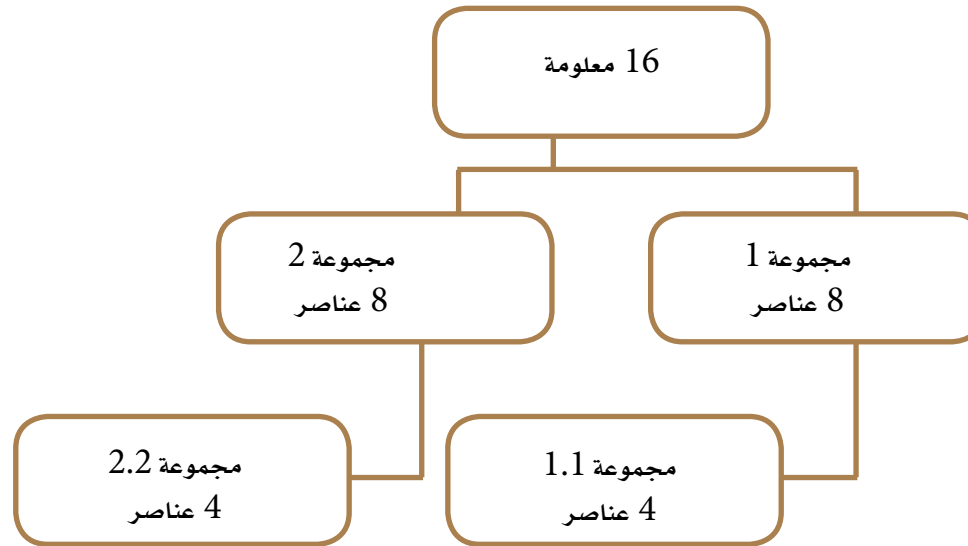 16 معلومة
مجموعة 1
8 عناصر
مجموعة 2
8 عناصر
مجموعة 1.1
4 عناصر
مجموعة 2.2
4 عناصر